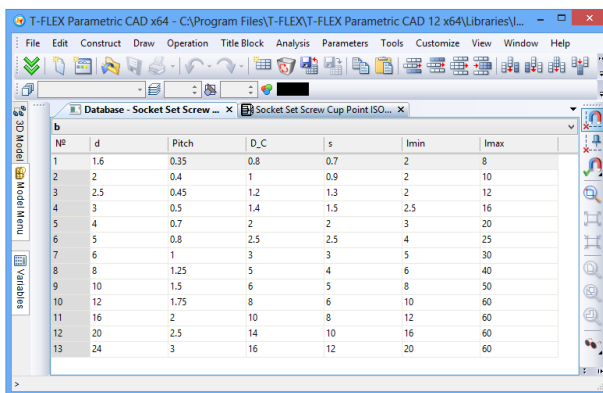 T-FLEX Parametric CAD x64 - C:\Program Files\T-FLEX\T-FLEX Parametric CAD 12 x64\Libraries\I...
File Edit Construct Draw Operation Title Block Analysis Parameters Tools Customize View Window Help
Database - Socket Set Screw ... Socket Set Screw Cup Point ISO...
b
Nº d Pitch D_C s lmin lmax
1 1.6 0.35 0.8 0.7 2 8
2 2 0.4 1 0.9 2 10
3 2.5 0.45 1.2 1.3 2 12
4 3 0.5 1.4 1.5 2.5 16
5 4 0.7 2 2 3 20
6 5 0.8 2.5 2.5 4 25
7 6 1 3 3 5 30
8 8 1.25 5 4 6 40
9 10 1.5 6 5 8 50
10 12 1.75 8 6 10 60
11 16 2 10 8 12 60
12 20 2.5 14 10 16 60
13 24 3 16 12 20 60
3D Model
Model Menu
Variables
>